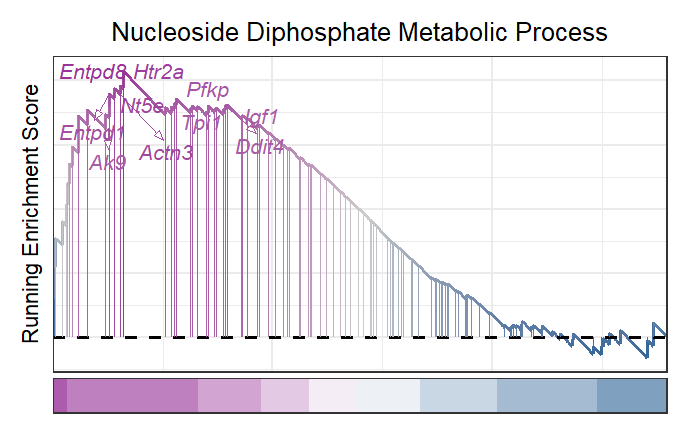 Nucleoside Diphosphate Metabolic Process
Running Enrichment Score
Entpd8 Htr2a
Pfkp
Nt5e
Igf1
Tpi1
Entpd1
Ddit4
Actn3
Ak9